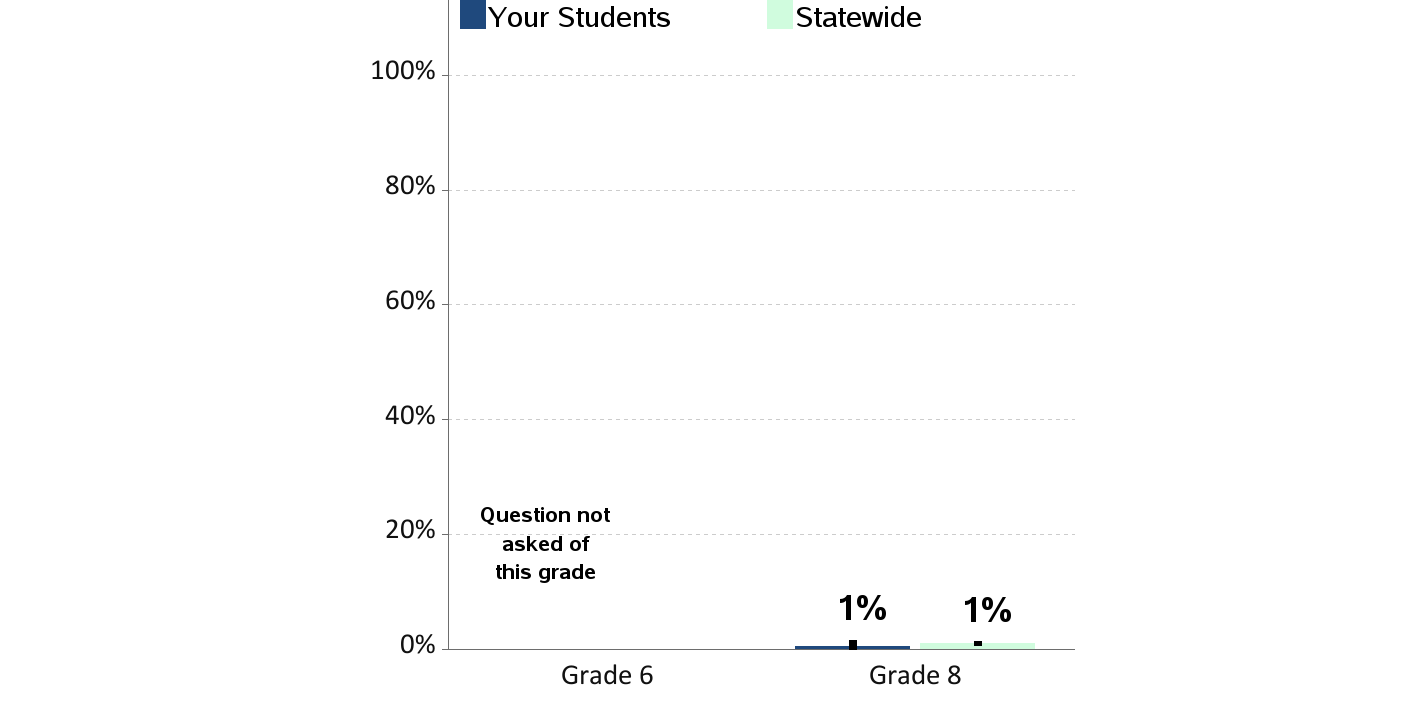 Your Students Statewide
100%
80%
60%
40%
20%
0%
Question not
asked of
this grade
1% 1%
Grade 6 Grade 8